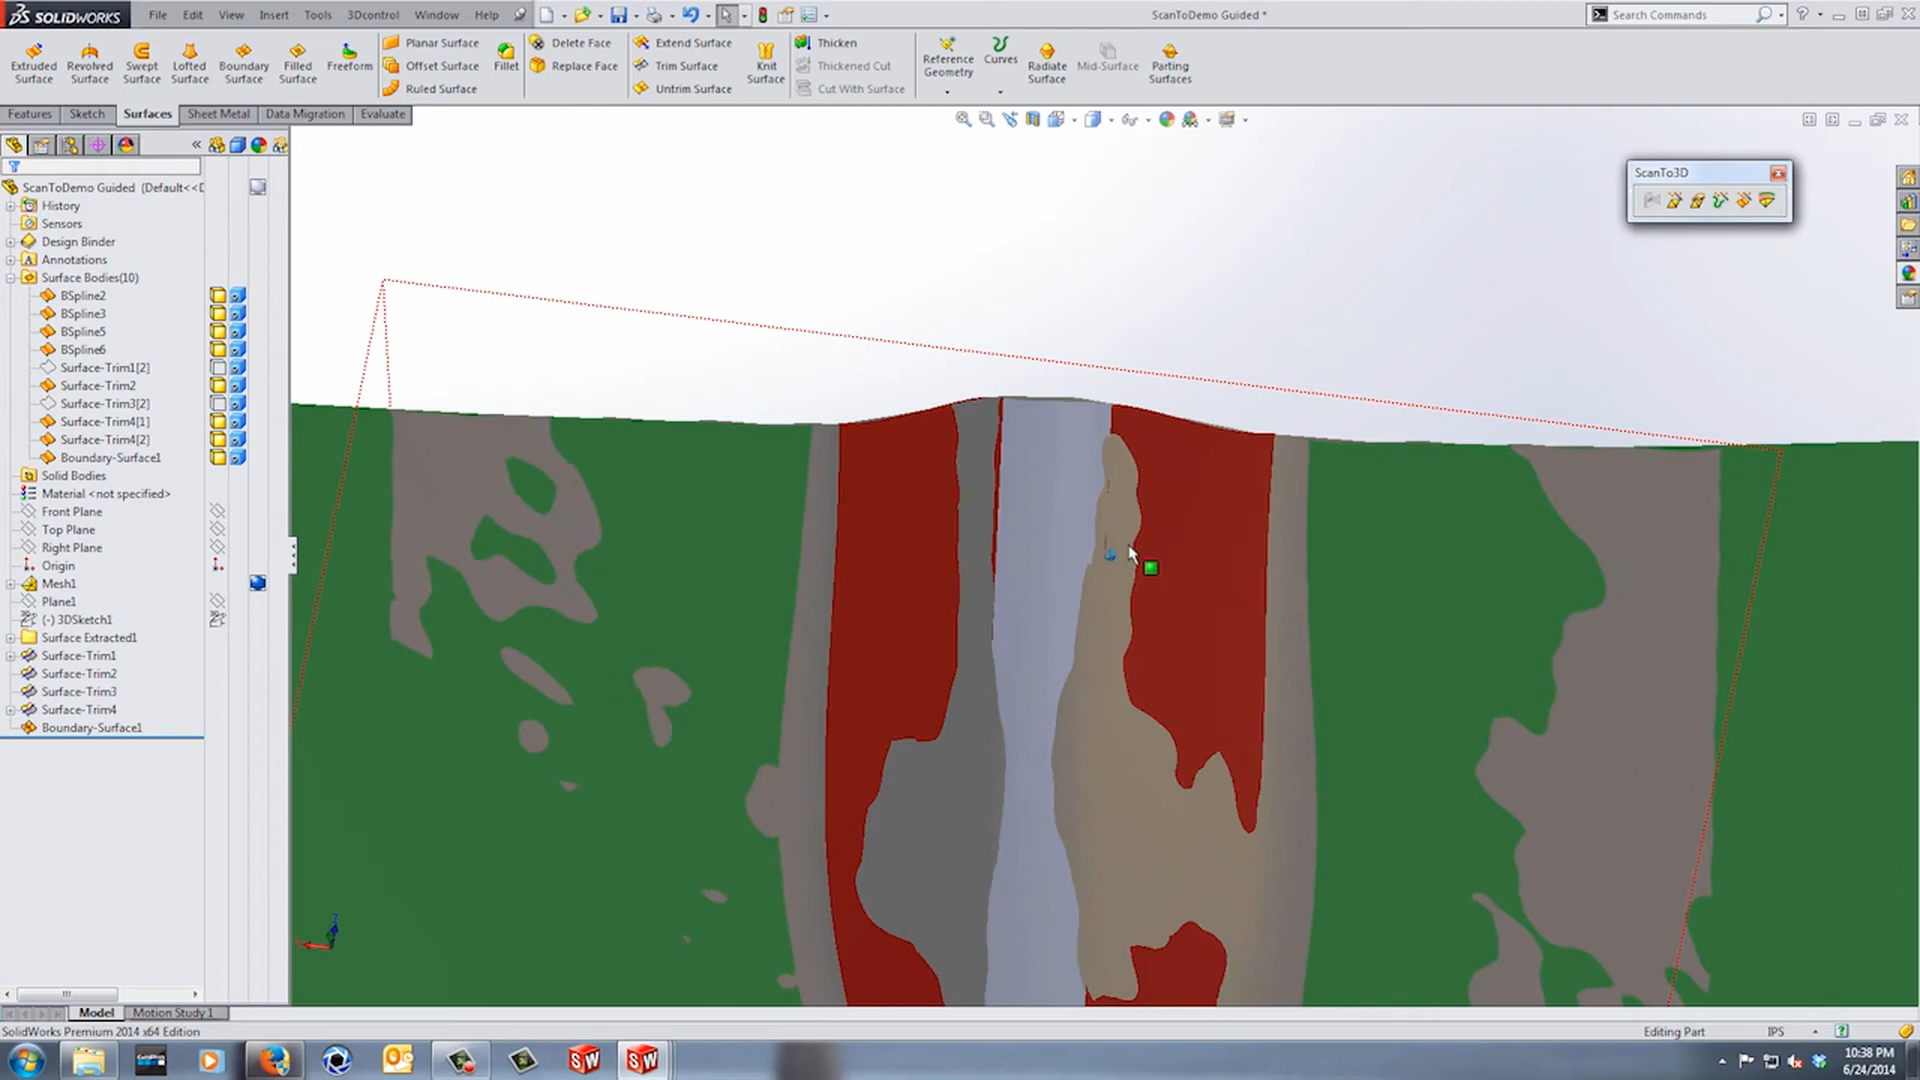 SOLIDWORKS File Edit View Insert Tools 3Dcontrol Window Help ScanToDemo Guided * Search Commands
Extruded Surface
Revolved Surface
Swept Surface
Lofted Surface
Boundary Surface
Filled Surface
Freeform
Planar Surface
Offset Surface
Ruled Surface
Fillet
Delete Face
Replace Face
Extend Surface
Trim Surface
Untrim Surface
Knit Surface
Thicken
Thickened Cut
Cut With Surface
Reference Geometry
Curves
Radiate Surface
Mid-Surface
Parting Surfaces
Features Sketch Surfaces Sheet Metal Data Migration Evaluate
ScanTo3D
ScanToDemo Guided (Default<<D
History
Sensors
Design Binder
Annotations
Surface Bodies(10)
BSpline2
BSpline3
BSpline5
BSpline6
Surface-Trim1[2]
Surface-Trim2
Surface-Trim3[2]
Surface-Trim4[1]
Surface-Trim4[2]
Boundary-Surface1
Solid Bodies
Material <not specified>
Front Plane
Top Plane
Right Plane
Origin
Mesh1
Plane1
(-) 3DSketch1
Surface Extracted1
Surface-Trim1
Surface-Trim2
Surface-Trim3
Surface-Trim4
Boundary-Surface1
Model Motion Study 1
SolidWorks Premium 2014 x64 Edition Editing Part IPS
SW SW
10:38 PM
6/24/2014